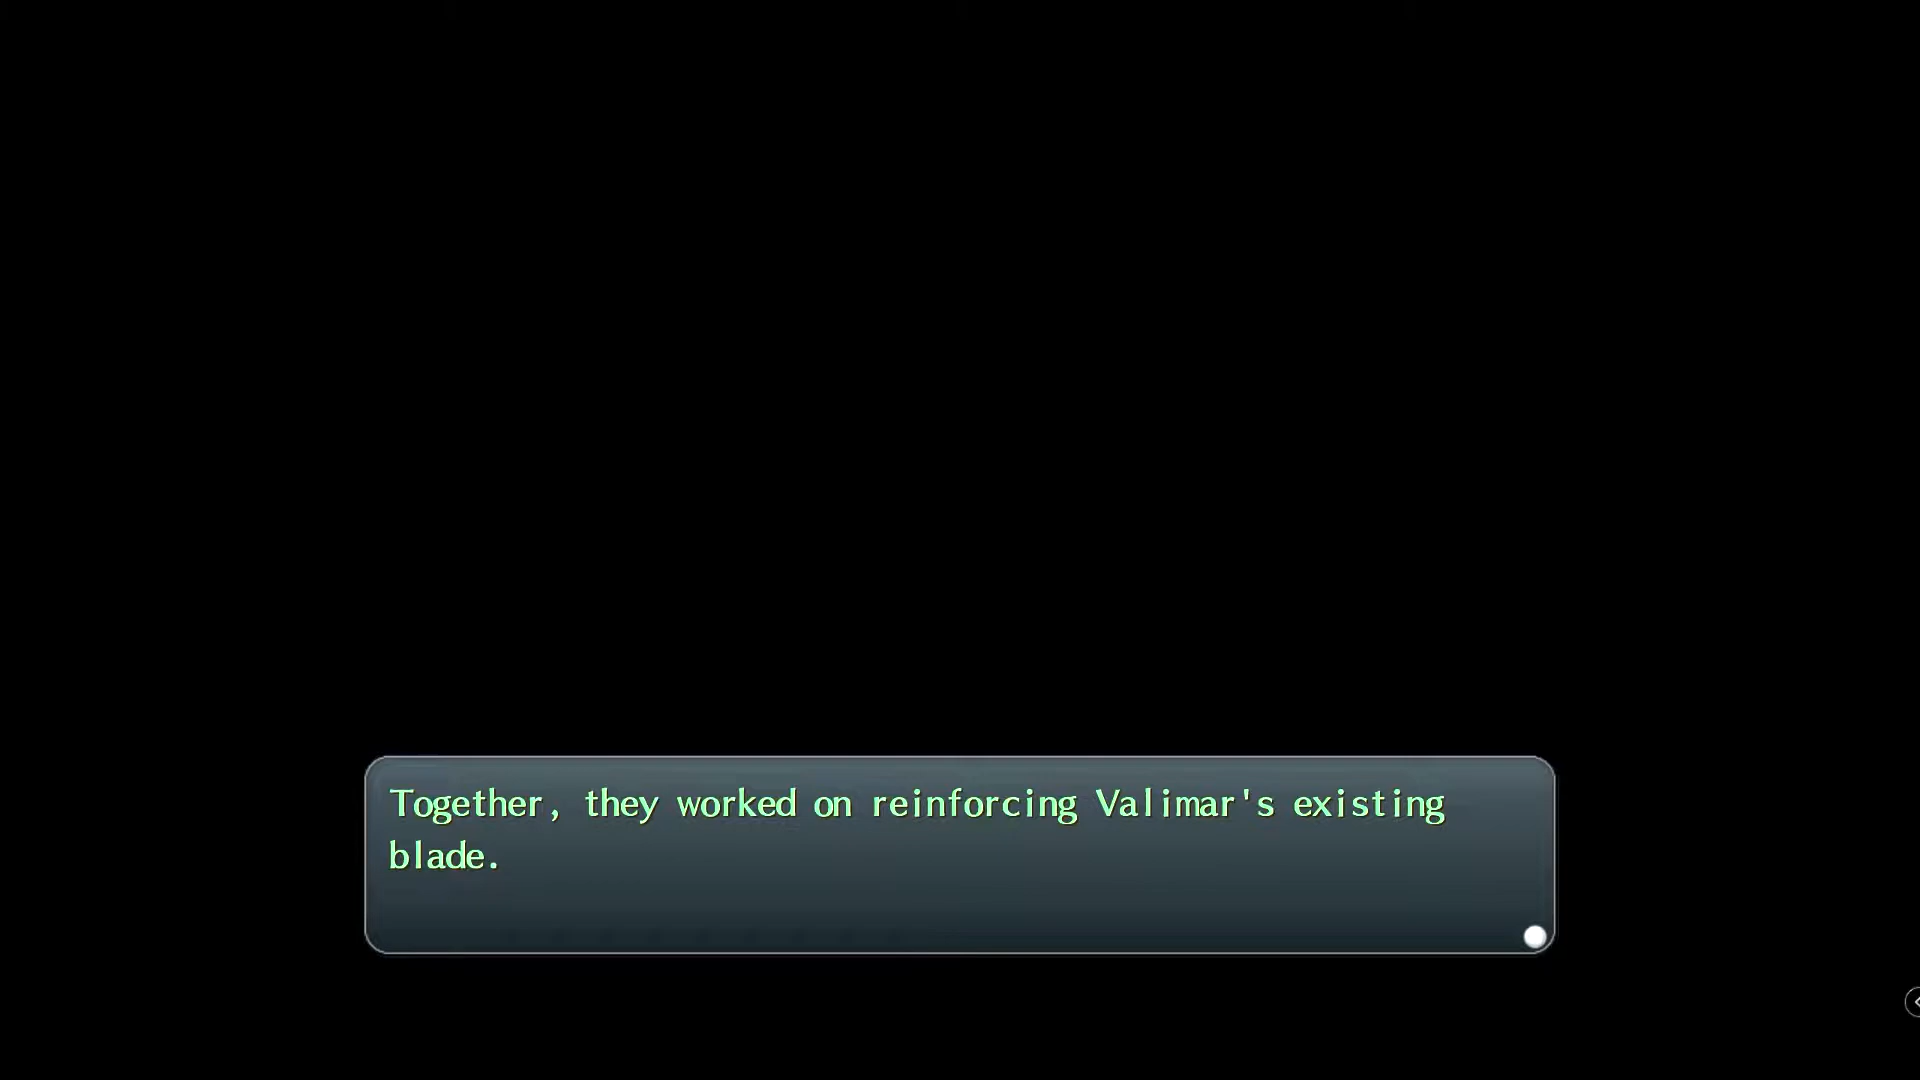 Together, they worked on reinforcing Valimar's existing
blade.